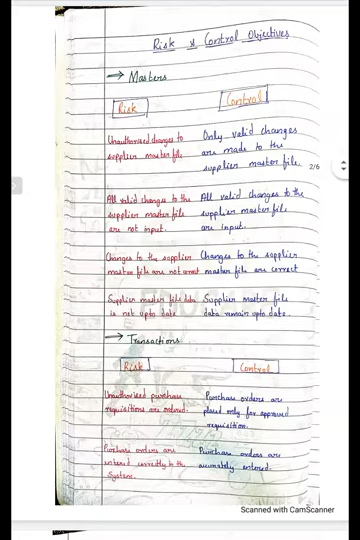 Risk & Control Objectives
→ Masters
Risk
Control
Unauthorised changes to
supplier master file
Only valid changes
are made to the
supplier master file.
2/6
All valid changes to the
supplier master file
are not input.
All valid changes to the
supplier master file
are input.
Changes to the supplier
master file are not correct
Changes to the supplier
master file are correct
Supplier master file data
is not upto date
Supplier master file
data remain upto date.
→ Transactions
Risk
Control
Unauthorised purchase
requisitions are ordered.
Purchase orders are
placed only for approved
requisition.
Purchase orders are
entered correctly to the
System.
Purchase orders are
accurately entered.
Scanned with CamScanner